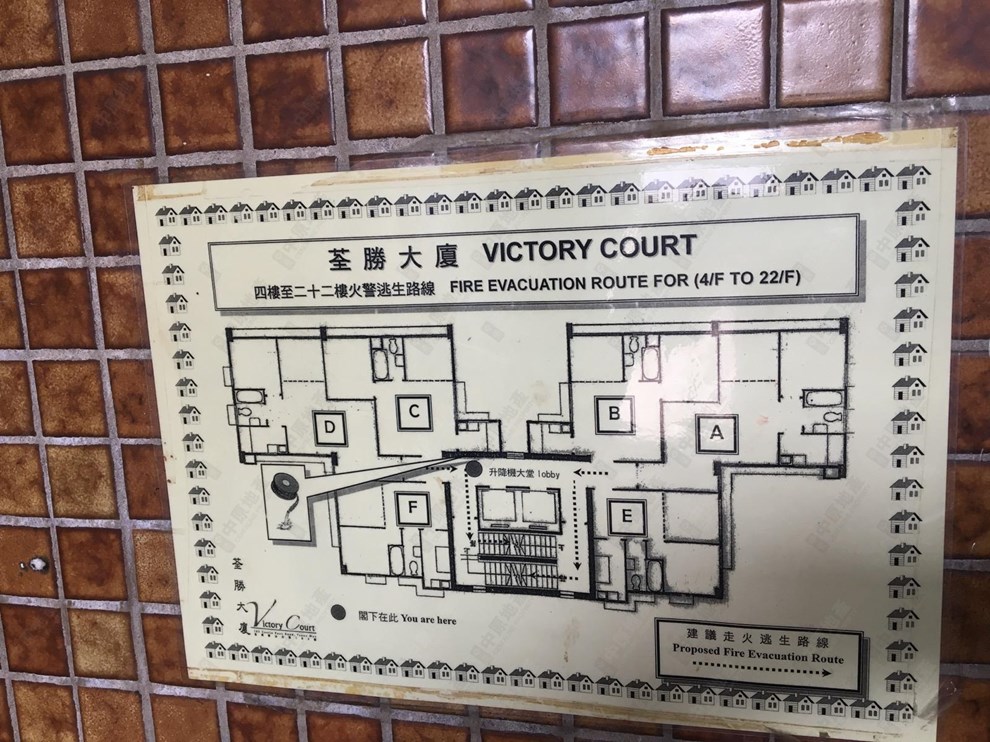 荃勝大廈 VICTORY COURT
四樓至二十二樓火警逃生路線 FIRE EVACUATION ROUTE FOR (4/F TO 22/F)
D
C
B
A
升降機大堂 lobby
F
E
荃勝大廈
Victory Court
閣下在此 You are here
建議走火逃生路線
Proposed Fire Evacuation Route